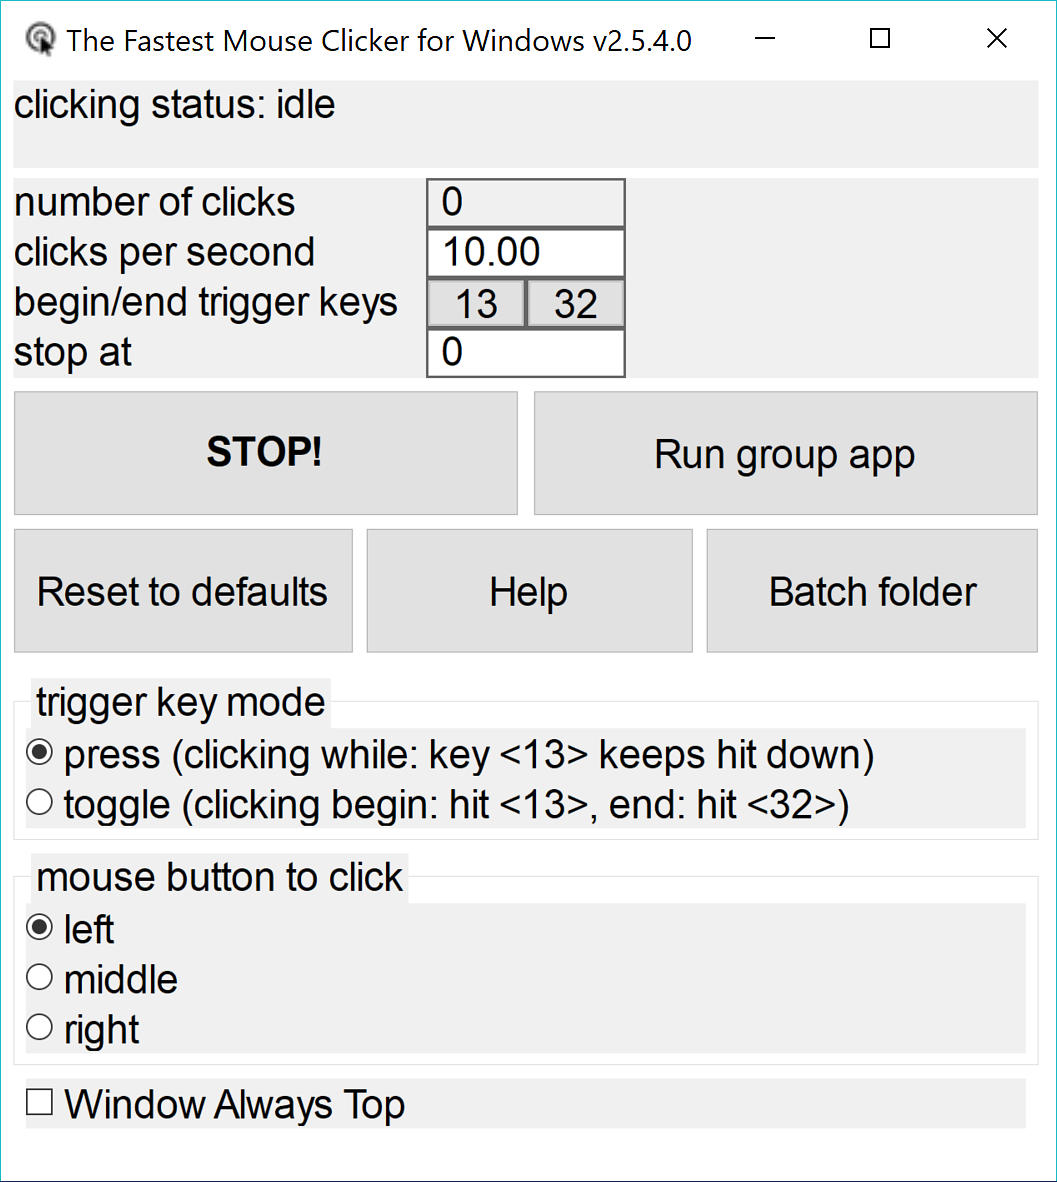 The Fastest Mouse Clicker for Windows v2.5.4.0
clicking status: idle
number of clicks 0
clicks per second 10.00
begin/end trigger keys 13 32
stop at 0
STOP! Run group app
Reset to defaults Help Batch folder
trigger key mode
press (clicking while: key <13> keeps hit down)
toggle (clicking begin: hit <13>, end: hit <32>)
mouse button to click
left
middle
right
Window Always Top